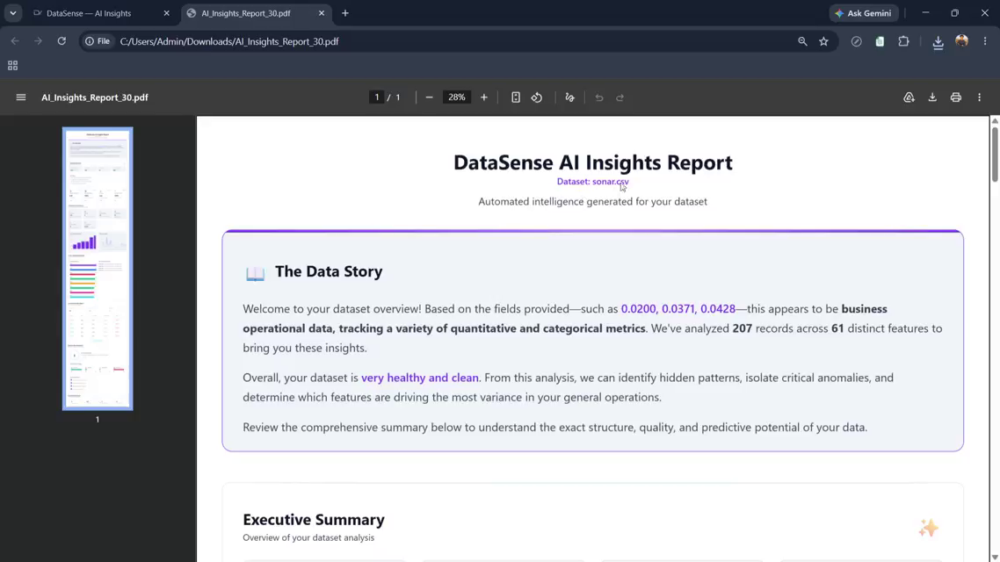 DataSense — AI Insights
AI_Insights_Report_30.pdf
Ask Gemini
File
C:/Users/Admin/Downloads/AI_Insights_Report_30.pdf
AI_Insights_Report_30.pdf
1 / 1
28%
1
DataSense AI Insights Report
Dataset: sonar.csv
Automated intelligence generated for your dataset
The Data Story
Welcome to your dataset overview! Based on the fields provided—such as 0.0200, 0.0371, 0.0428—this appears to be business
operational data, tracking a variety of quantitative and categorical metrics. We've analyzed 207 records across 61 distinct features to
bring you these insights.
Overall, your dataset is very healthy and clean. From this analysis, we can identify hidden patterns, isolate critical anomalies, and
determine which features are driving the most variance in your general operations.
Review the comprehensive summary below to understand the exact structure, quality, and predictive potential of your data.
Executive Summary
Overview of your dataset analysis